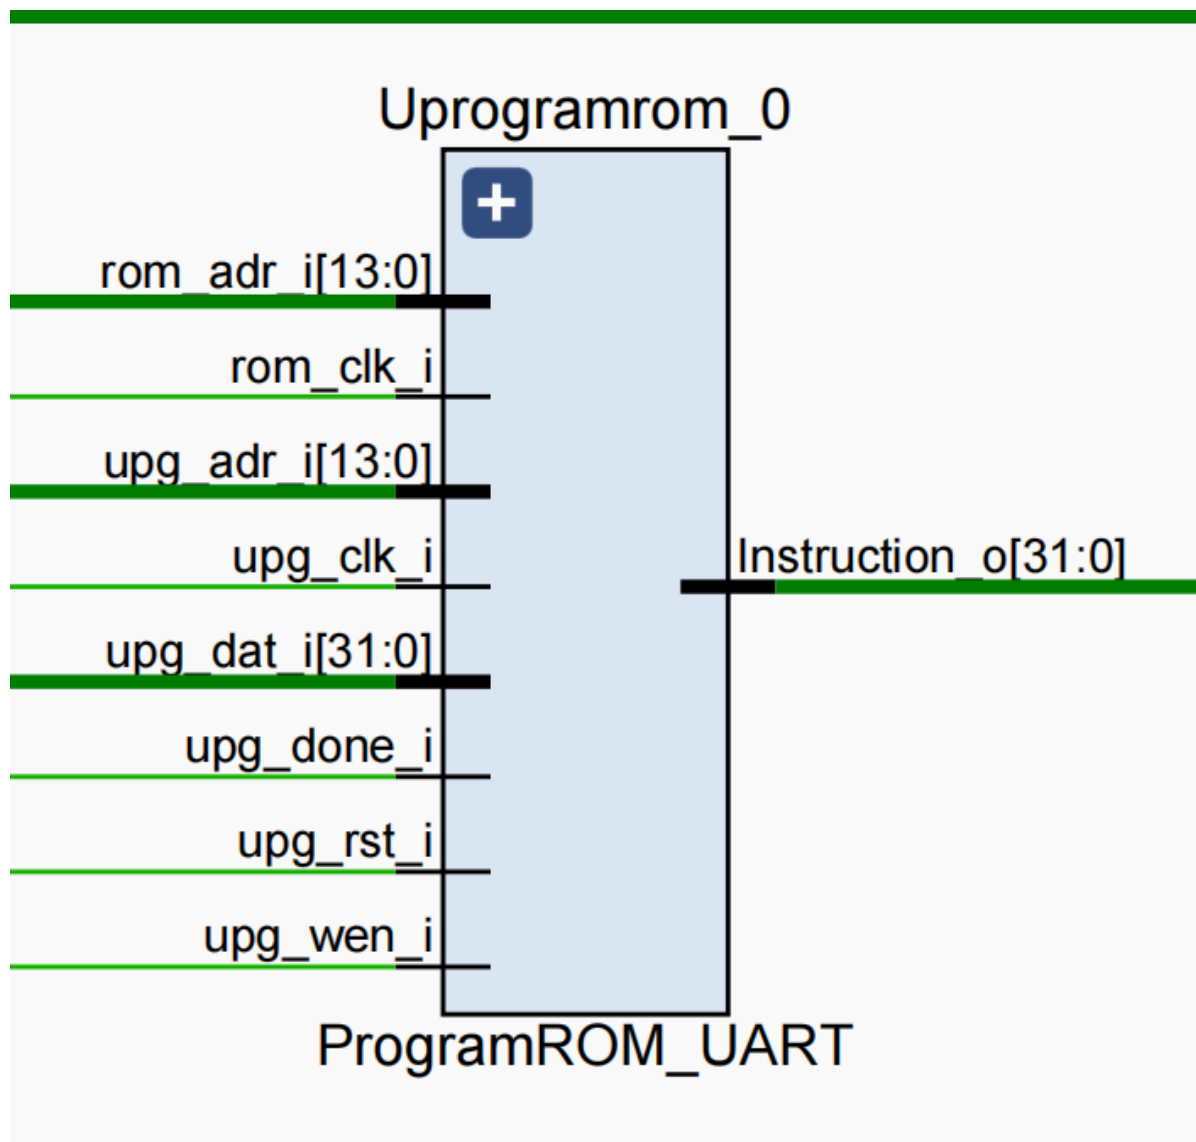 Uprogramrom_0
rom_adr_i[13:0]
rom_clk_i
upg_adr_i[13:0]
upg_clk_i
Instruction_o[31:0]
upg_dat_i[31:0]
upg_done_i
upg_rst_i
upg_wen_i
ProgramROM_UART